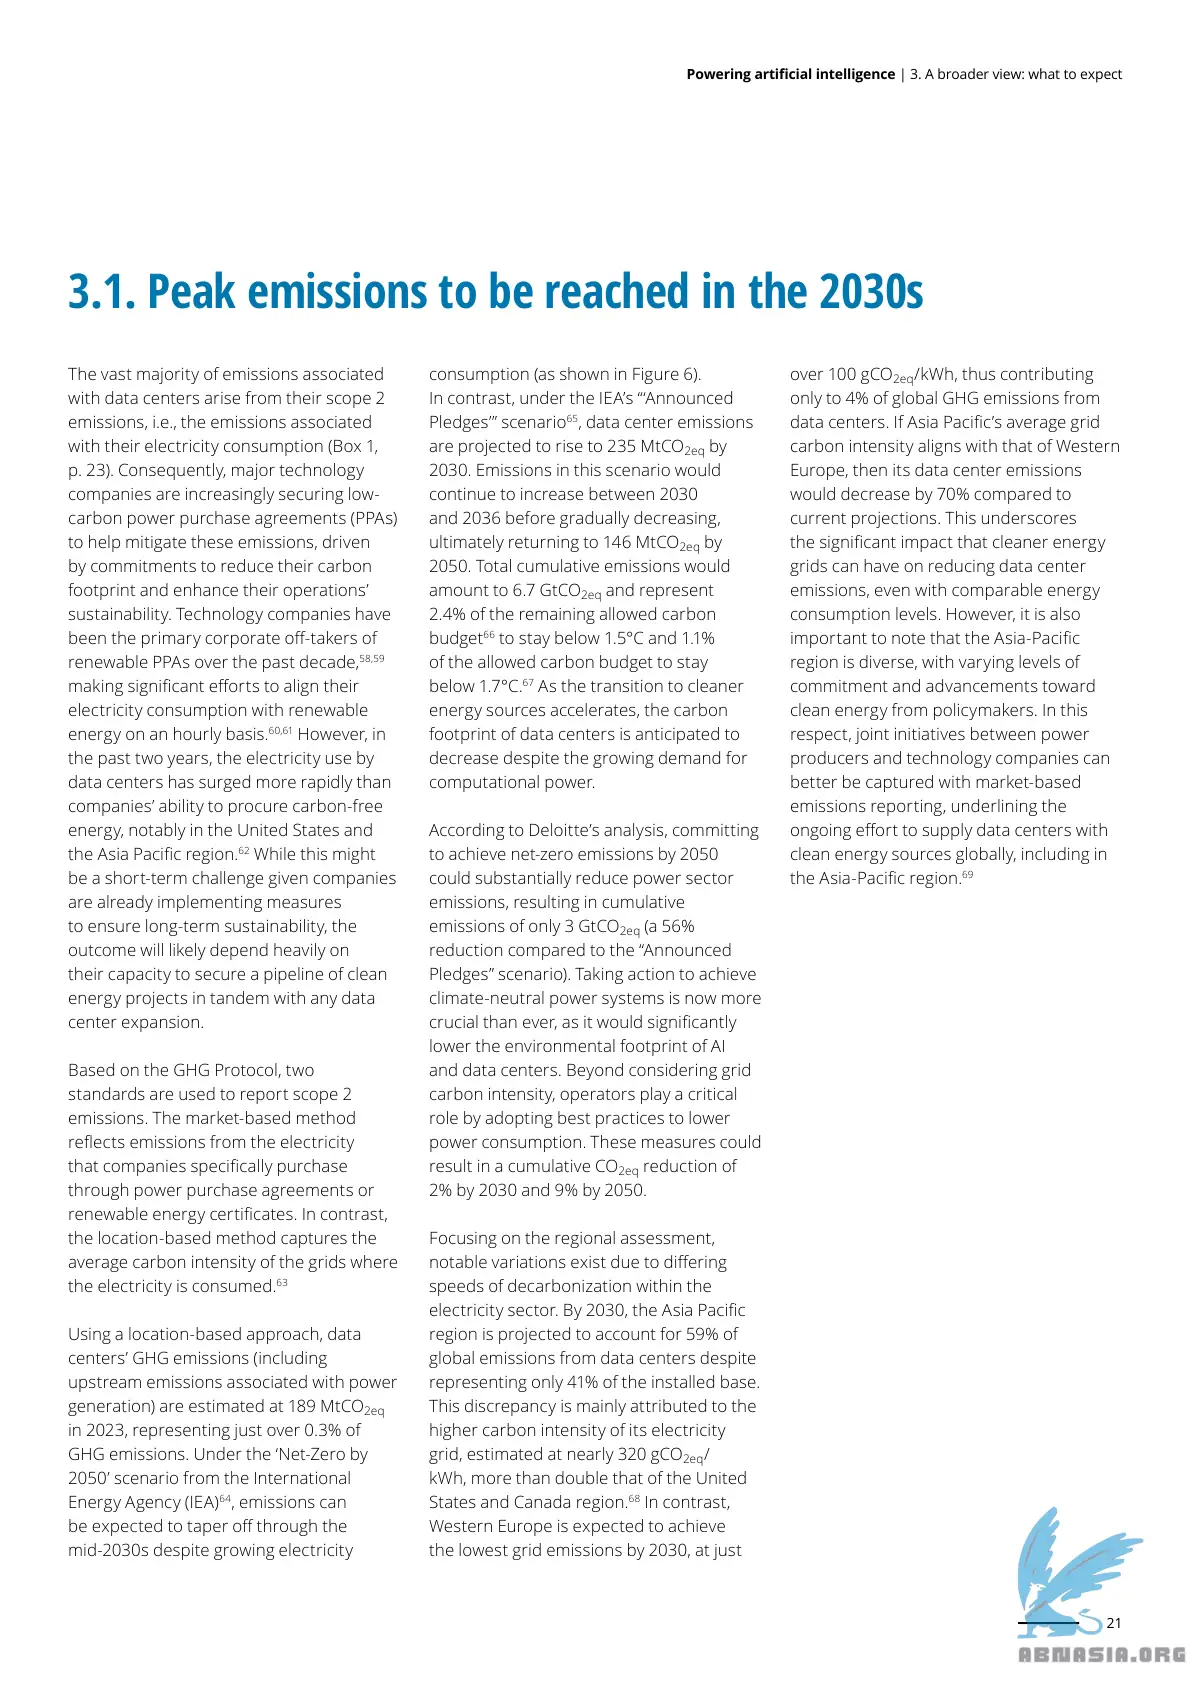 Powering artificial intelligence | 3. A broader view: what to expect
3.1. Peak emissions to be reached in the 2030s
The vast majority of emissions associated
with data centers arise from their scope 2
emissions, i.e., the emissions associated
with their electricity consumption (Box 1,
p. 23). Consequently, major technology
companies are increasingly securing low-
carbon power purchase agreements (PPAs)
to help mitigate these emissions, driven
by commitments to reduce their carbon
footprint and enhance their operations’
sustainability. Technology companies have
been the primary corporate off-takers of
renewable PPAs over the past decade,58,59
making significant efforts to align their
electricity consumption with renewable
energy on an hourly basis.60,61 However, in
the past two years, the electricity use by
data centers has surged more rapidly than
companies’ ability to procure carbon-free
energy, notably in the United States and
the Asia Pacific region.62 While this might
be a short-term challenge given companies
are already implementing measures
to ensure long-term sustainability, the
outcome will likely depend heavily on
their capacity to secure a pipeline of clean
energy projects in tandem with any data
center expansion.
Based on the GHG Protocol, two
standards are used to report scope 2
emissions. The market-based method
reflects emissions from the electricity
that companies specifically purchase
through power purchase agreements or
renewable energy certificates. In contrast,
the location-based method captures the
average carbon intensity of the grids where
the electricity is consumed.63
Using a location-based approach, data
centers’ GHG emissions (including
upstream emissions associated with power
generation) are estimated at 189 MtCO2eq
in 2023, representing just over 0.3% of
GHG emissions. Under the ‘Net-Zero by
2050’ scenario from the International
Energy Agency (IEA)64, emissions can
be expected to taper off through the
mid-2030s despite growing electricity
consumption (as shown in Figure 6).
In contrast, under the IEA’s “‘Announced
Pledges’” scenario65, data center emissions
are projected to rise to 235 MtCO2eq by
2030. Emissions in this scenario would
continue to increase between 2030
and 2036 before gradually decreasing,
ultimately returning to 146 MtCO2eq by
2050. Total cumulative emissions would
amount to 6.7 GtCO2eq and represent
2.4% of the remaining allowed carbon
budget66 to stay below 1.5°C and 1.1%
of the allowed carbon budget to stay
below 1.7°C.67 As the transition to cleaner
energy sources accelerates, the carbon
footprint of data centers is anticipated to
decrease despite the growing demand for
computational power.
According to Deloitte’s analysis, committing
to achieve net-zero emissions by 2050
could substantially reduce power sector
emissions, resulting in cumulative
emissions of only 3 GtCO2eq (a 56%
reduction compared to the “Announced
Pledges” scenario). Taking action to achieve
climate-neutral power systems is now more
crucial than ever, as it would significantly
lower the environmental footprint of AI
and data centers. Beyond considering grid
carbon intensity, operators play a critical
role by adopting best practices to lower
power consumption. These measures could
result in a cumulative CO2eq reduction of
2% by 2030 and 9% by 2050.
Focusing on the regional assessment,
notable variations exist due to differing
speeds of decarbonization within the
electricity sector. By 2030, the Asia Pacific
region is projected to account for 59% of
global emissions from data centers despite
representing only 41% of the installed base.
This discrepancy is mainly attributed to the
higher carbon intensity of its electricity
grid, estimated at nearly 320 gCO2eq/
kWh, more than double that of the United
States and Canada region.68 In contrast,
Western Europe is expected to achieve
the lowest grid emissions by 2030, at just
over 100 gCO2eq/kWh, thus contributing
only to 4% of global GHG emissions from
data centers. If Asia Pacific’s average grid
carbon intensity aligns with that of Western
Europe, then its data center emissions
would decrease by 70% compared to
current projections. This underscores
the significant impact that cleaner energy
grids can have on reducing data center
emissions, even with comparable energy
consumption levels. However, it is also
important to note that the Asia-Pacific
region is diverse, with varying levels of
commitment and advancements toward
clean energy from policymakers. In this
respect, joint initiatives between power
producers and technology companies can
better be captured with market-based
emissions reporting, underlining the
ongoing effort to supply data centers with
clean energy sources globally, including in
the Asia-Pacific region.69
21
ABNASIA.ORG